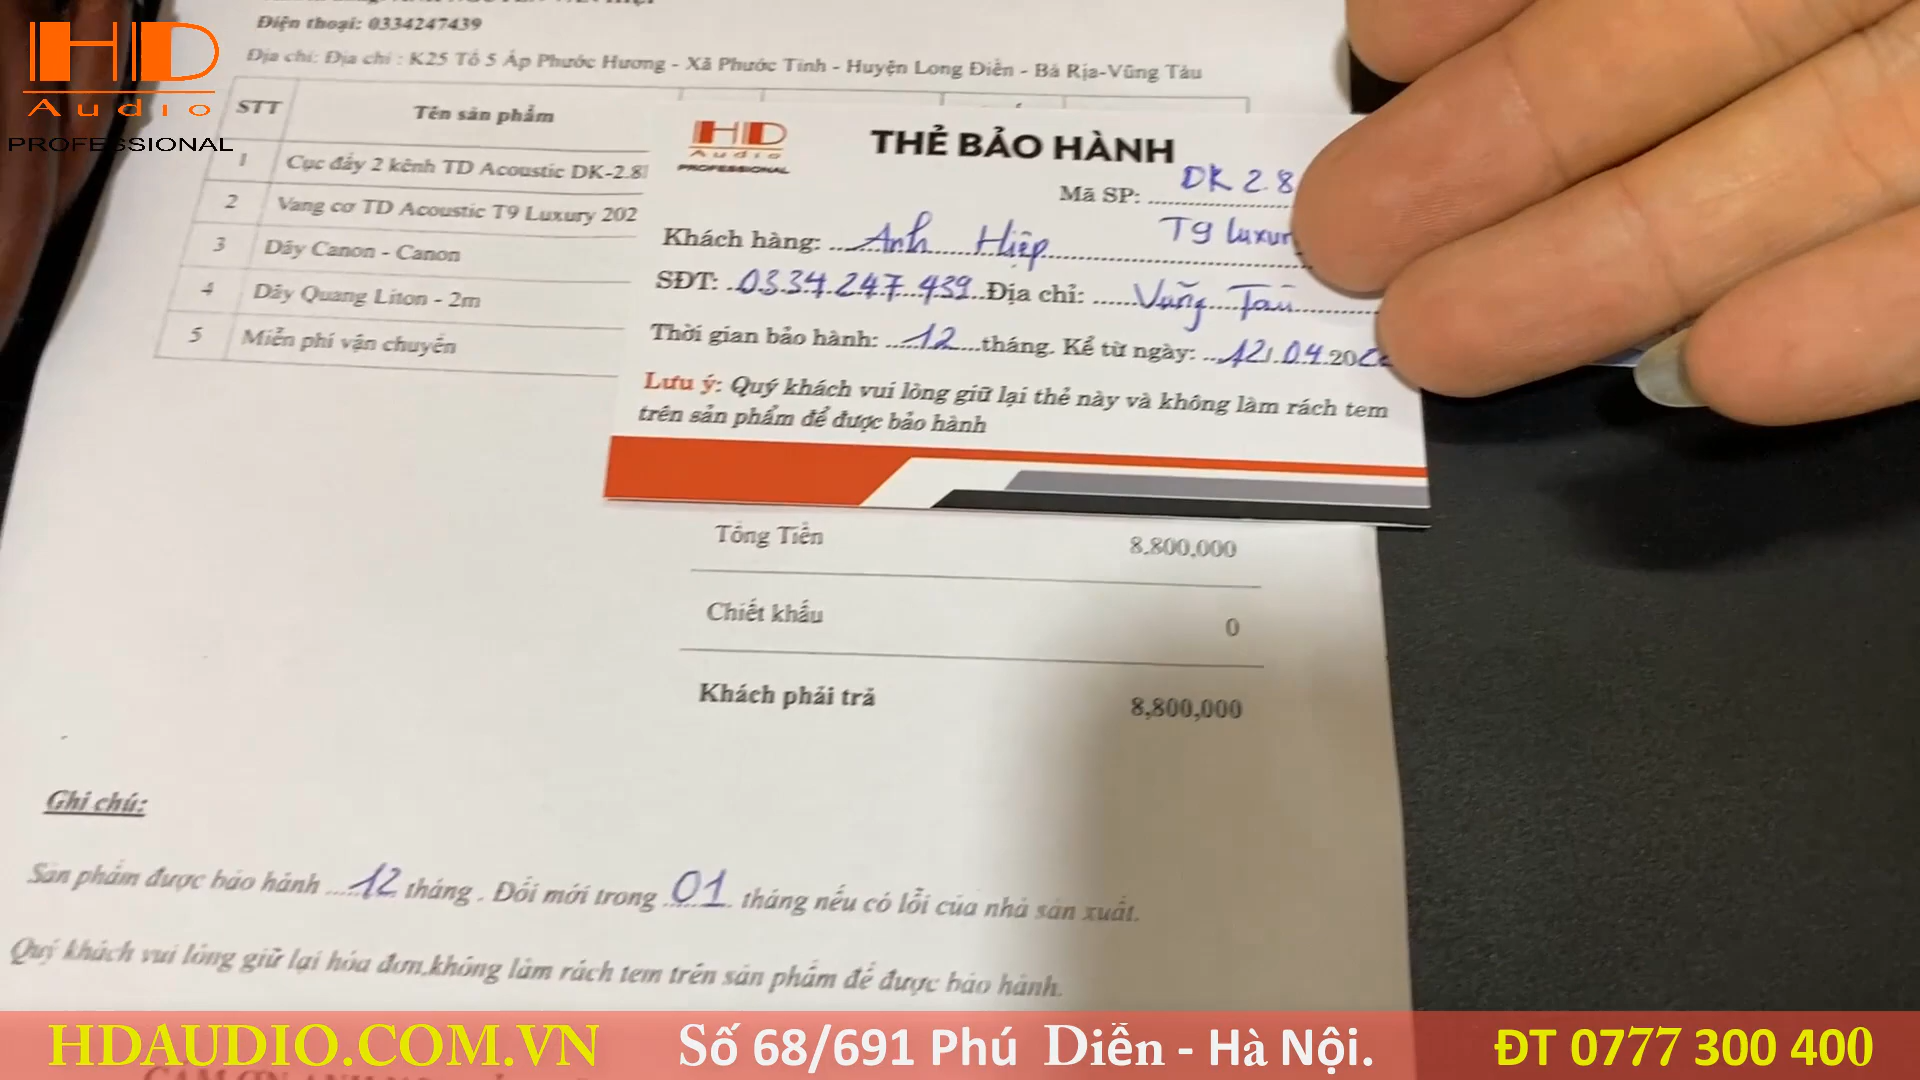 HD
Audio
PROFESSIONAL
Điện thoại: 0334247439
Địa chỉ: Địa chỉ : K25 Tổ 5 Ấp Phước Hương - Xã Phước Tỉnh - Huyện Long Điền - Bà Rịa-Vũng Tàu
STT Tên sản phẩm
1 Cục đẩy 2 kênh TD Acoustic DK-2.8
2 Vang cơ TD Acoustic T9 Luxury 202
3 Dây Canon - Canon
4 Dây Quang Liton - 2m
5 Miễn phí vận chuyển
HD
Audio
PROFESSIONAL
THẺ BẢO HÀNH
Mã SP: DK 2.8
T9 luxur
Khách hàng: Anh Hiệp
SĐT: 0334.247.439 Địa chỉ: Vũng Tàu
Thời gian bảo hành: 12 tháng. Kể từ ngày: 12/.04.202
Lưu ý: Quý khách vui lòng giữ lại thẻ này và không làm rách tem
trên sản phẩm để được bảo hành
Tổng Tiền 8,800,000
Chiết khấu 0
Khách phải trả 8,800,000
Ghi chú:
Sản phẩm được bảo hành 12 tháng . Đổi mới trong 01 tháng nếu có lỗi của nhà sản xuất.
Quý khách vui lòng giữ lại hóa đơn,không làm rách tem trên sản phẩm để được bảo hành.
HDAUDIO.COM.VN Số 68/691 Phú Diễn - Hà Nội. ĐT 0777 300 400